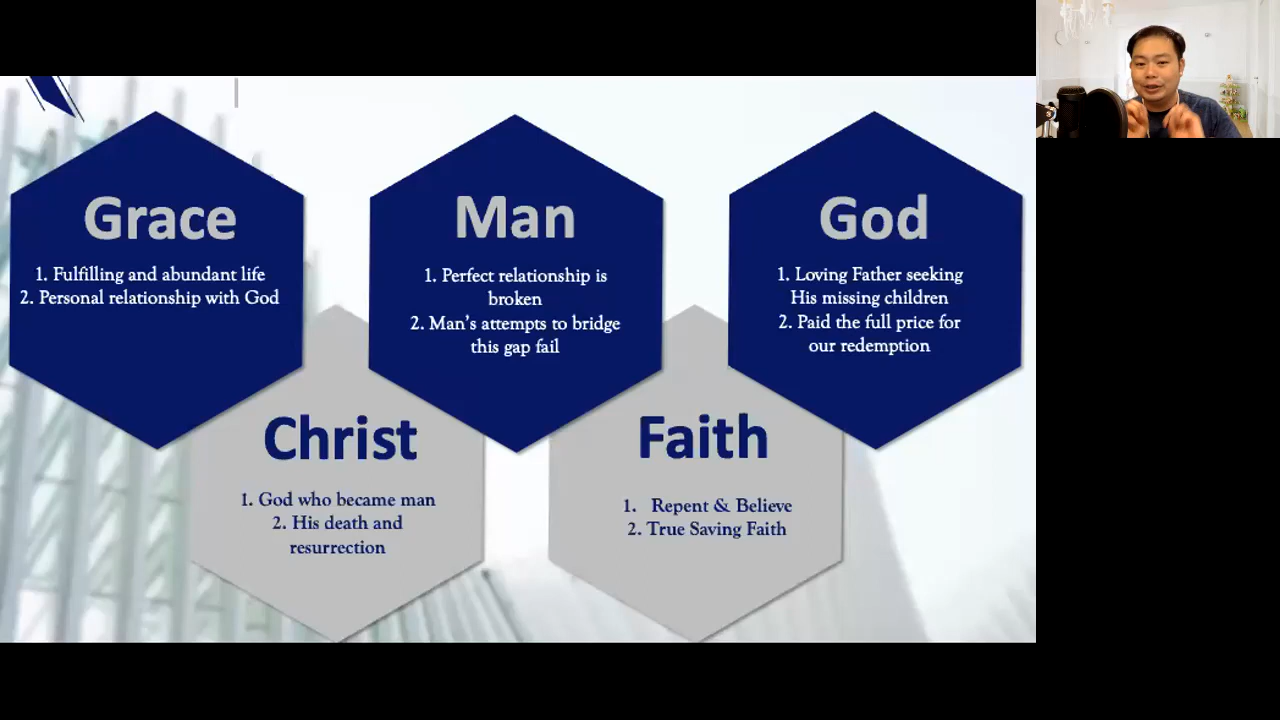 Grace
1. Fulfilling and abundant life
2. Personal relationship with God
Man
1. Perfect relationship is
broken
2. Man's attempts to bridge
this gap fail
God
1. Loving Father seeking
His missing children
2. Paid the full price for
our redemption
Christ
1. God who became man
2. His death and
resurrection
Faith
1. Repent & Believe
2. True Saving Faith